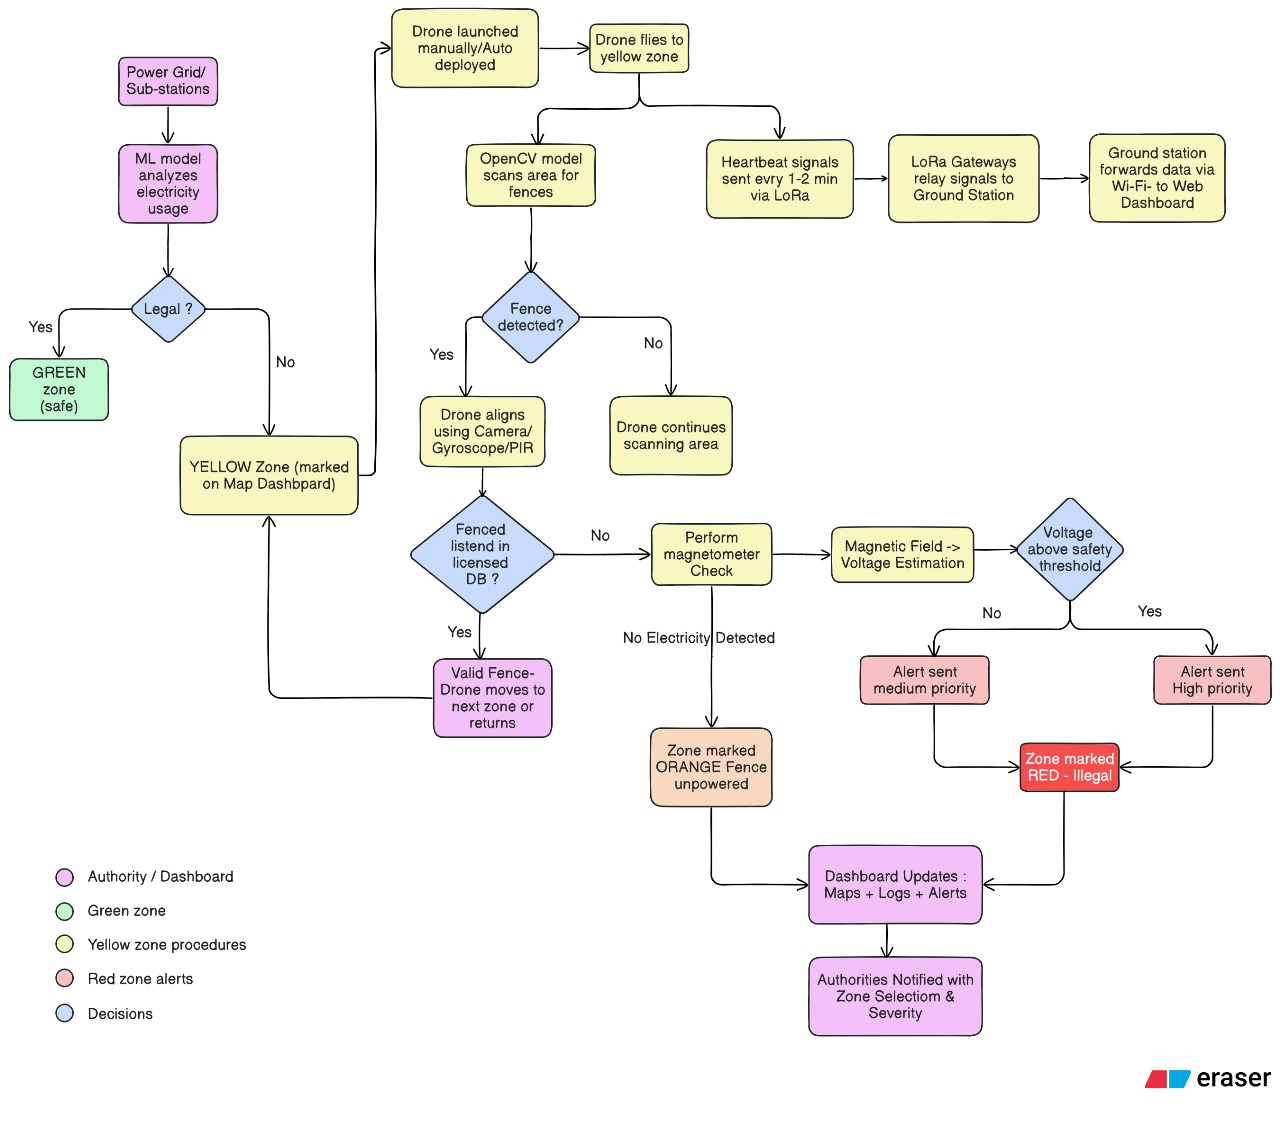 Drone launched
manually/Auto
deployed
Drone flies to
yellow zone
Power Grid/
Sub-stations
ML model
analyzes
electricity
usage
OpenCV model
scans area for
fences
Heartbeat signals
sent evry 1-2 min
via LoRa
LoRa Gateways
relay signals to
Ground Station
Ground station
forwards data via
Wi-Fi- to Web
Dashboard
Legal ?
Yes
No
GREEN
zone
(safe)
Fence
detected?
Yes
No
Drone aligns
using Camera/
Gyroscope/PIR
Drone continues
scanning area
YELLOW Zone (marked
on Map Dashbpard)
Fenced
listend in
licensed
DB ?
No
Yes
Perform
magnetometer
Check
Magnetic Field ->
Voltage Estimation
Voltage
above safety
threshold
No
Yes
No Electricity Detected
Valid Fence-
Drone moves to
next zone or
returns
Alert sent
medium priority
Alert sent
High priority
Zone marked
ORANGE Fence
unpowered
Zone marked
RED - Illegal
Dashboard Updates :
Maps + Logs + Alerts
Authorities Notified with
Zone Selectiom &
Severity
Authority / Dashboard
Green zone
Yellow zone procedures
Red zone alerts
Decisions
eraser